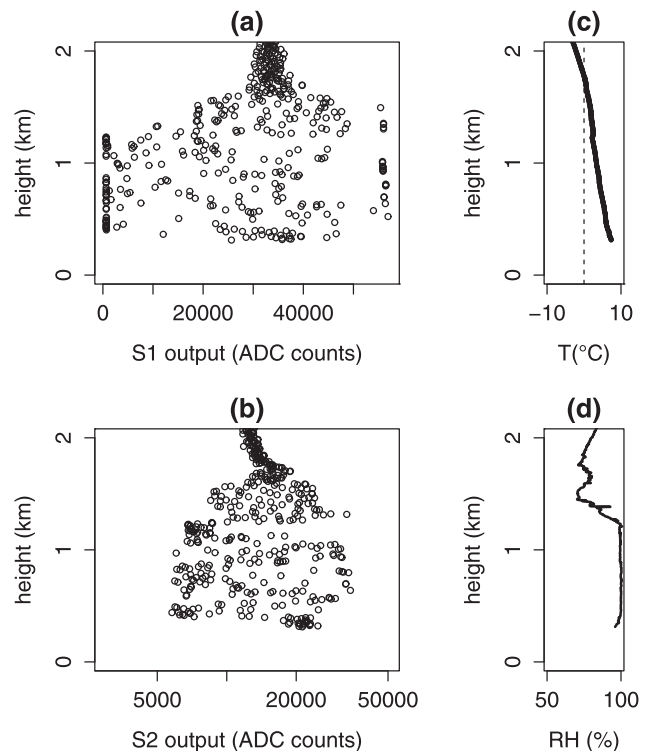 (a)
height (km)
2
1
0
0 20000 40000
S1 output (ADC counts)
(c)
height (km)
2
1
0
−10 10
T(°C)
(b)
height (km)
2
1
0
5000 20000 50000
S2 output (ADC counts)
(d)
height (km)
2
1
0
50 100
RH (%)